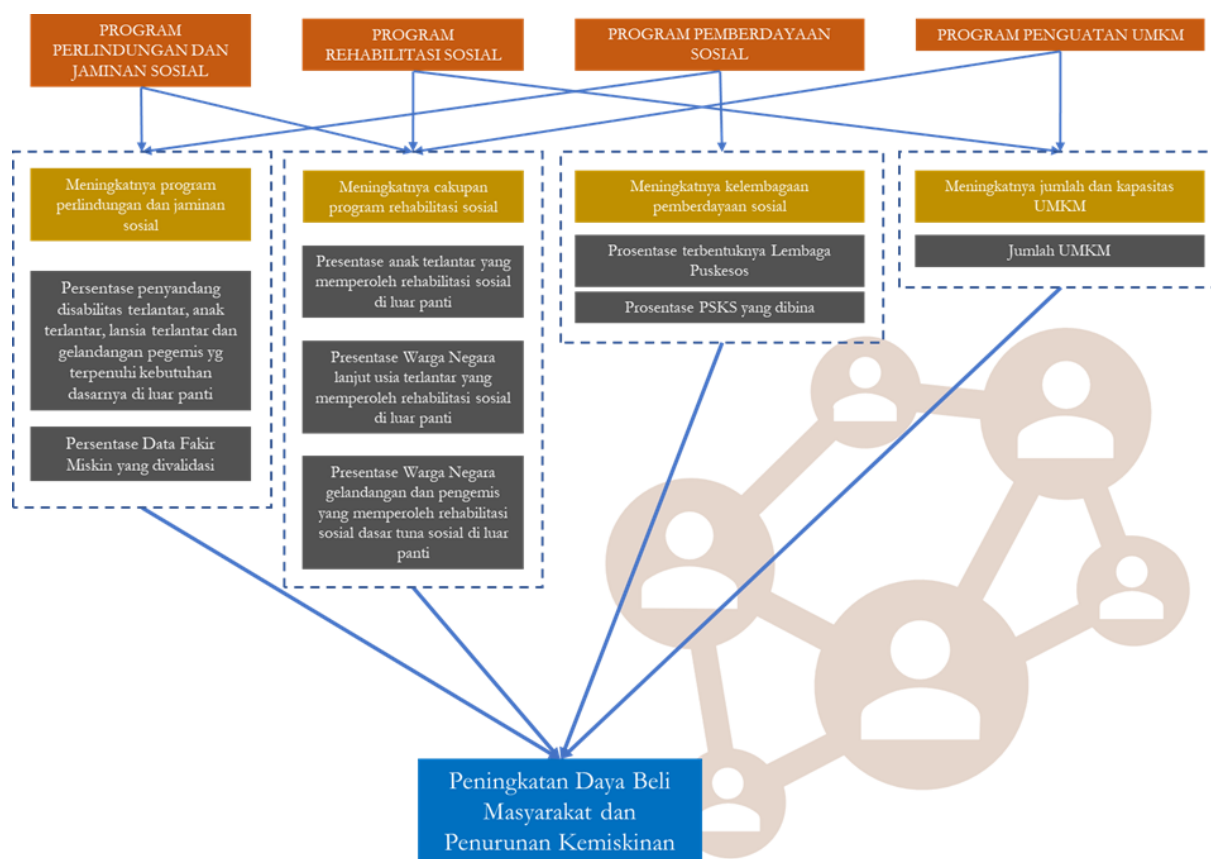 PROGRAM
PERLINDUNGAN DAN
JAMINAN SOSIAL
PROGRAM
REHABILITASI SOSIAL
PROGRAM PEMBERDAYAAN
SOSIAL
PROGRAM PENGUATAN UMKM
Meningkatnya program
perlindungan dan jaminan
sosial
Persentase penyandang
disabilitas terlantar, anak
terlantar, lansia terlantar dan
gelandangan pegemis yg
terpenuhi kebutuhan
dasarnya di luar panti
Persentase Data Fakir
Miskin yang divalidasi
Meningkatnya cakupan
program rehabilitasi sosial
Presentase anak terlantar yang
memperoleh rehabilitasi sosial
di luar panti
Presentase Warga Negara
lanjut usia terlantar yang
memperoleh rehabilitasi sosial
di luar panti
Presentase Warga Negara
gelandangan dan pengemis
yang memperoleh rehabilitasi
sosial dasar tuna sosial di luar
panti
Meningkatnya kelembagaan
pemberdayaan sosial
Prosentase terbentuknya Lembaga
Puskesos
Prosentase PSKS yang dibina
Meningkatnya jumlah dan kapasitas
UMKM
Jumlah UMKM
Peningkatan Daya Beli
Masyarakat dan
Penurunan Kemiskinan